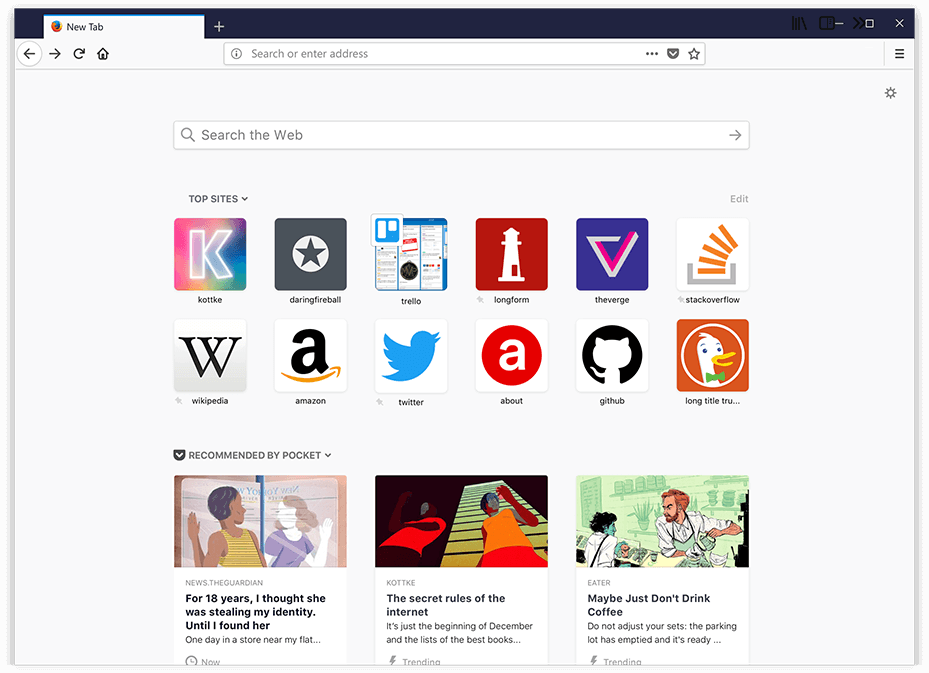 New Tab
Search or enter address
Search the Web
TOP SITES
Edit
K
kottke
daringfireball
trello
longform
theverge
stackoverflow
W
a
a
wikipedia
amazon
twitter
about
github
long title tru...
RECOMMENDED BY POCKET
NEWS.THEGUARDIAN
For 18 years, I thought she
was stealing my identity.
Until I found her
One day in a store near my flat...
Now
KOTTKE
The secret rules of the
internet
It's just the beginning of December
and the lists of the best books...
Trending
EATER
Maybe Just Don't Drink
Coffee
Do not adjust your sets: the parking
lot has emptied and it's ready ...
Trending